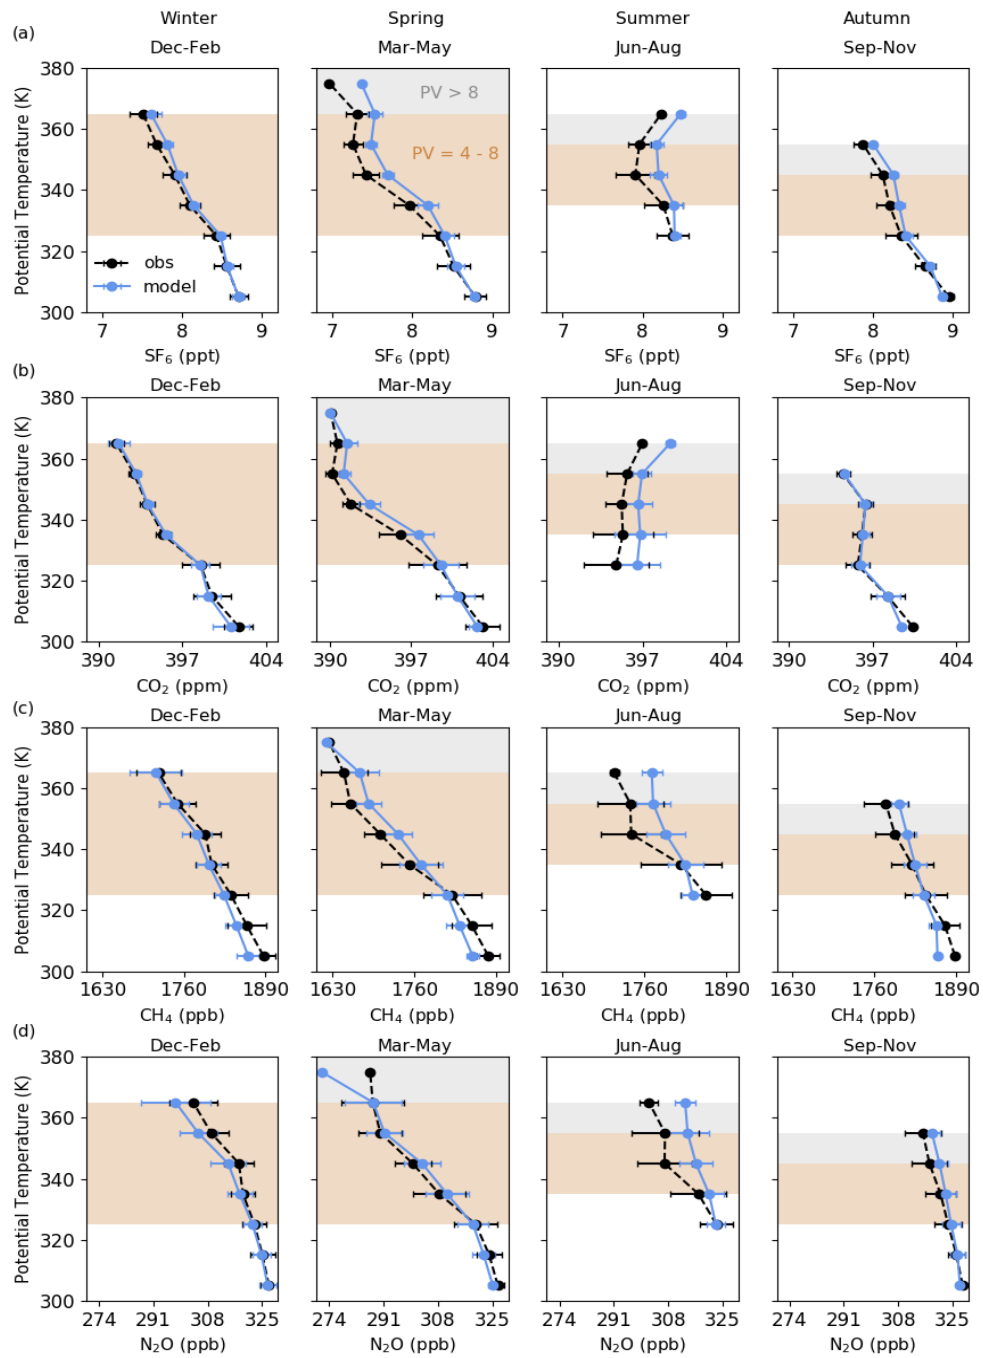 Winter Spring Summer Autumn
(a)
Dec-Feb Mar-May Jun-Aug Sep-Nov
Potential Temperature (K)
380
360
340
320
300
PV > 8
PV = 4 - 8
obs
model
7 8 9 7 8 9 7 8 9 7 8 9
SF₆ (ppt) SF₆ (ppt) SF₆ (ppt) SF₆ (ppt)
(b)
Dec-Feb Mar-May Jun-Aug Sep-Nov
Potential Temperature (K)
380
360
340
320
300
390 397 404 390 397 404 390 397 404 390 397 404
CO₂ (ppm) CO₂ (ppm) CO₂ (ppm) CO₂ (ppm)
(c)
Dec-Feb Mar-May Jun-Aug Sep-Nov
Potential Temperature (K)
380
360
340
320
300
1630 1760 1890 1630 1760 1890 1630 1760 1890 1630 1760 1890
CH₄ (ppb) CH₄ (ppb) CH₄ (ppb) CH₄ (ppb)
(d)
Dec-Feb Mar-May Jun-Aug Sep-Nov
Potential Temperature (K)
380
360
340
320
300
274 291 308 325 274 291 308 325 274 291 308 325 274 291 308 325
N₂O (ppb) N₂O (ppb) N₂O (ppb) N₂O (ppb)